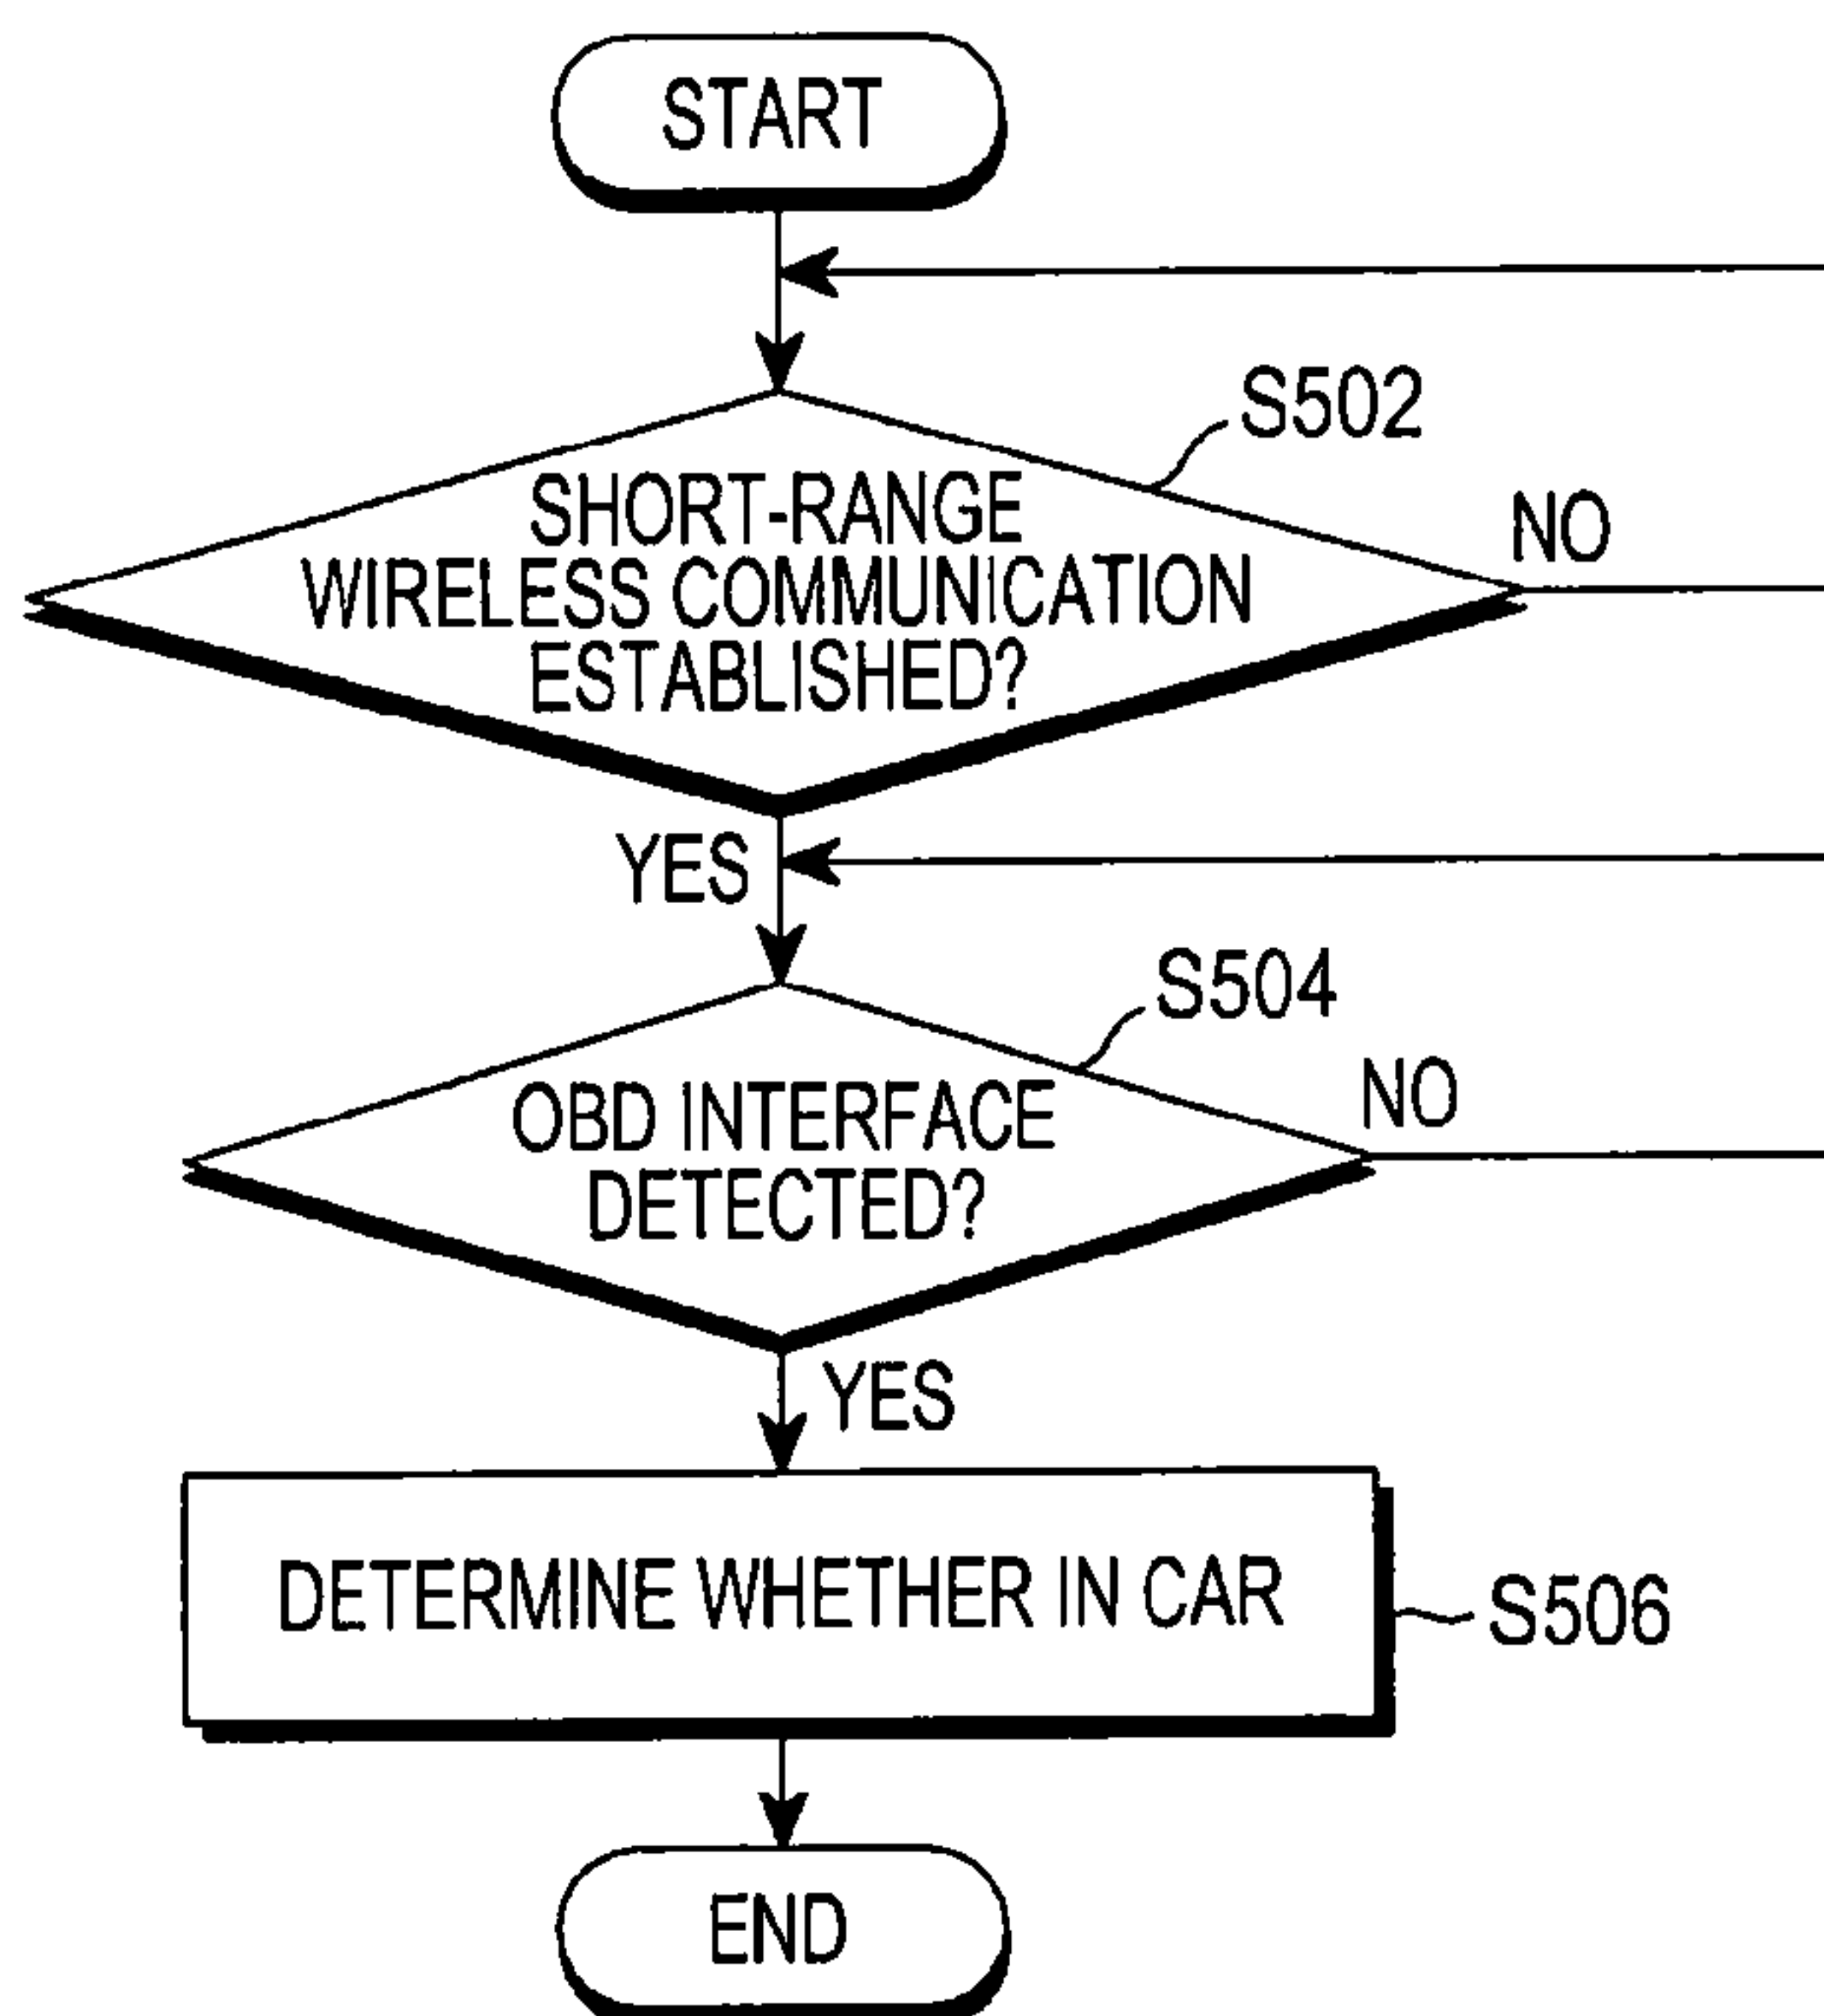 START
S502
SHORT-RANGE
WIRELESS COMMUNICATION
ESTABLISHED?
NO
YES
S504
OBD INTERFACE
DETECTED?
NO
YES
DETERMINE WHETHER IN CAR
S506
END